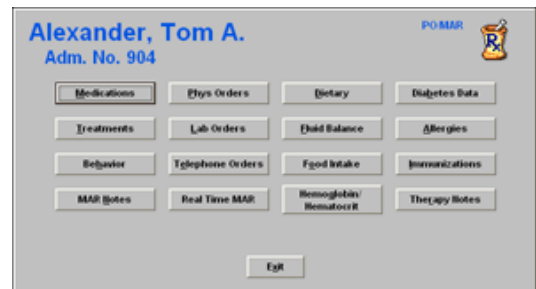 Alexander, Tom A.
Adm. No. 904
PO-MAR
Rx
Medications
Phys Orders
Dietary
Diabetes Data
Treatments
Lab Orders
Fluid Balance
Allergies
Behavior
Telephone Orders
Food Intake
Immunizations
MAR Notes
Real Time MAR
Hemoglobin/
Hematocrit
Therapy Notes
Exit